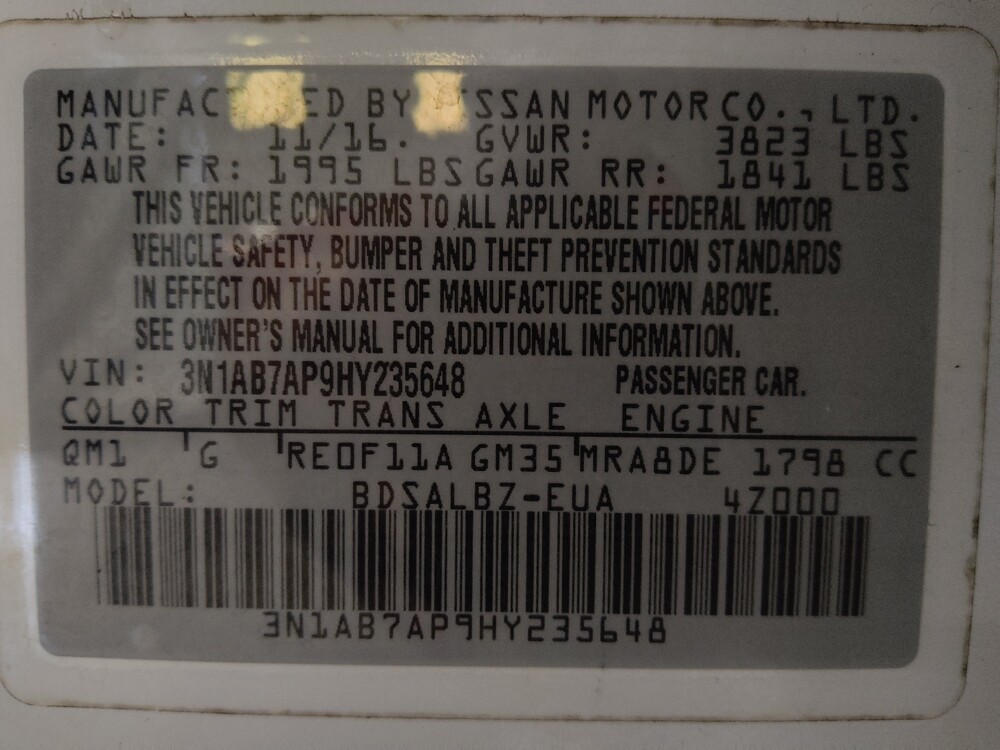 ED BY SSAN MOTOR CO., LTD.
DATE: 11/16. GVWR: 3823 LBS
GAWR FR: 1995 LBS GAWR RR: 1841 LBS
THIS VEHICLE CONFORMS TO ALL APPLICABLE FEDERAL MOTOR
VEHICLE SAFETY, BUMPER AND THEFT PREVENTION STANDARDS
IN EFFECT ON THE DATE OF MANUFACTURE SHOWN ABOVE.
SEE OWNER'S MANUAL FOR ADDITIONAL INFORMATION.
VIN: 3N1AB7AP9HY235648 PASSENGER CAR.
COLOR TRIM TRANS AXLE ENGINE
QM1 G RE0F11A GM35 MRA8DE 1798 CC
MODEL: BDSALBZ-EUA 4Z000
3N1AB7AP9HY235648